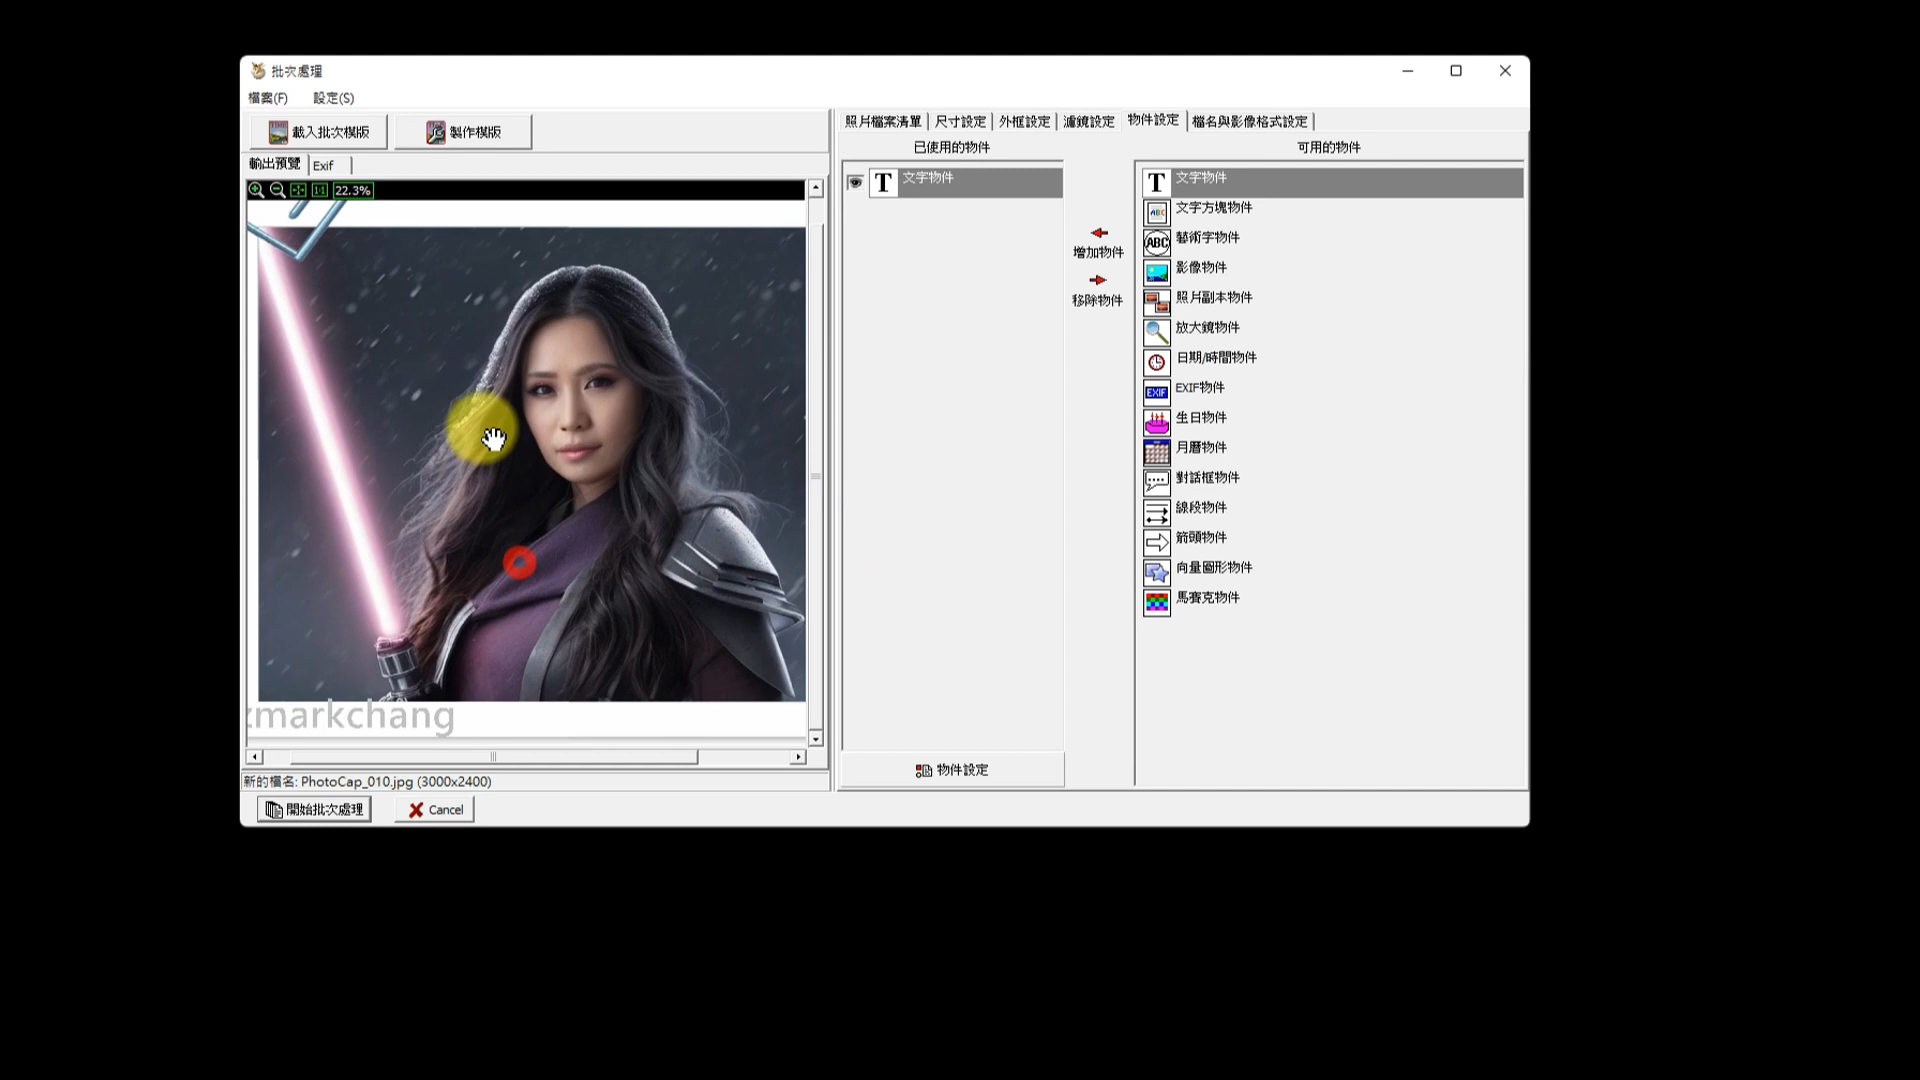 批次處理
檔案(F) 設定(S)
載入批次模版 製作模版
輸出預覽 Exif
22.3%
zmarkchang
新的檔名: PhotoCap_010.jpg (3000x2400)
開始批次處理 Cancel
照片檔案清單 尺寸設定 外框設定 濾鏡設定 物件設定 檔名與影像格式設定
已使用的物件
T 文字物件
物件設定
增加物件
移除物件
可用的物件
T 文字物件
ABC 文字方塊物件
ABC 藝術字物件
影像物件
照片副本物件
放大鏡物件
日期/時間物件
EXIF EXIF物件
生日物件
月曆物件
對話框物件
線段物件
箭頭物件
向量圖形物件
馬賽克物件